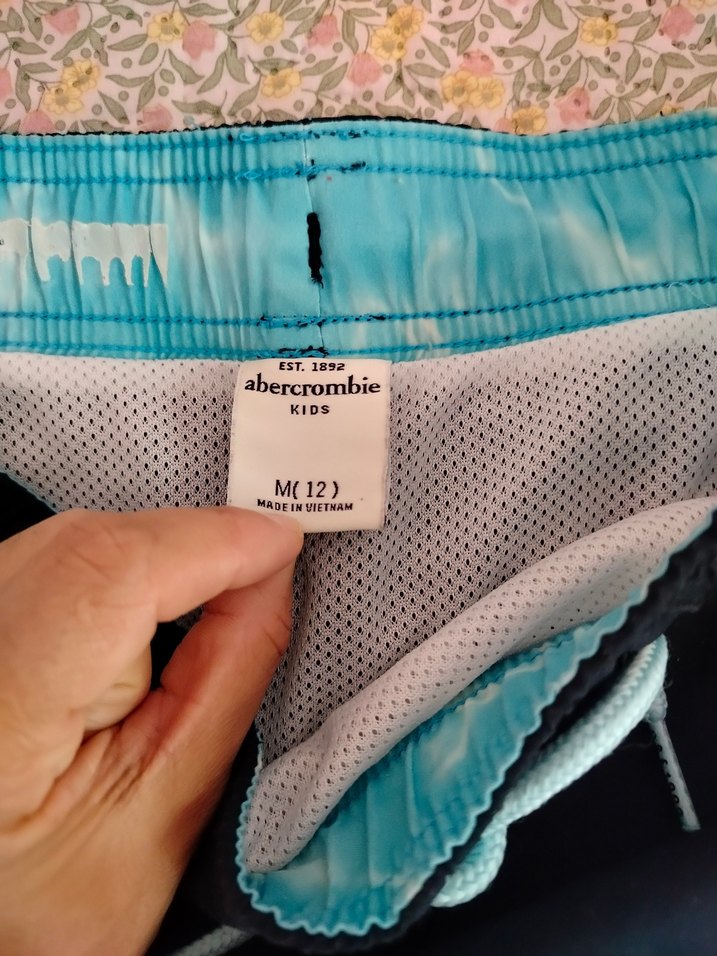 EST. 1892
abercrombie
KIDS
M( 12 )
MADE IN VIETNAM